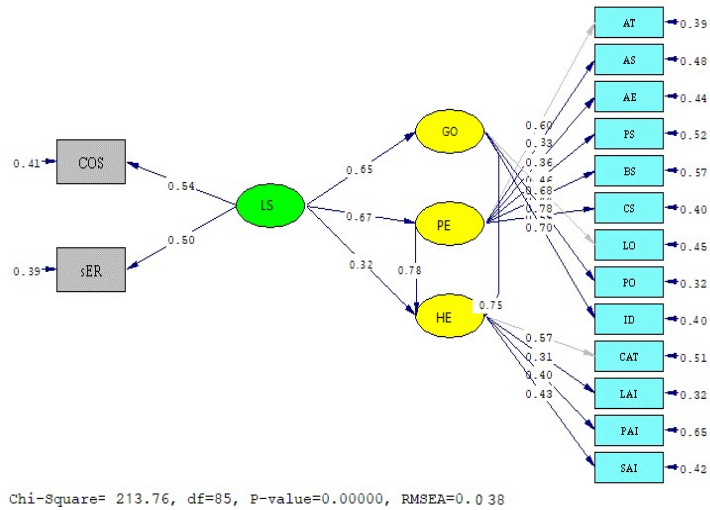 AT
0.39
AS
0.48
AE
0.44
GO
0.60
PS
0.52
0.33
COS
0.41
0.65
0.36
0.46
BS
0.57
0.54
0.68
LS
CS
0.40
0.78
0.67
PE
0.70
0.50
LO
0.45
sER
0.39
0.32
0.78
PO
0.32
0.75
HE
ID
0.40
0.57
CAT
0.51
0.31
0.40
LAI
0.32
0.43
PAI
0.65
SAI
0.42
Chi-Square= 213.76, df=85, P-value=0.00000, RMSEA=0.038